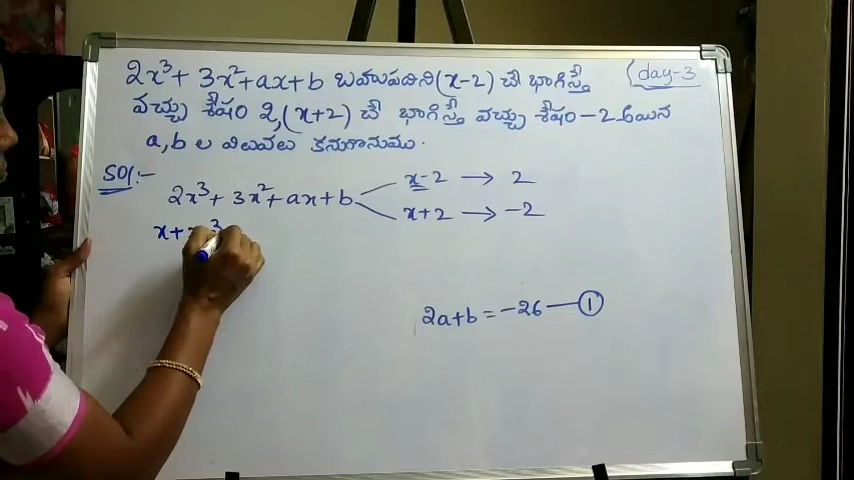 2x³ + 3x² + ax + b బహుపదిని (x-2) చే భాగిస్తే (day-3
వచ్చు శేషం 2, (x+2) చే భాగిస్తే వచ్చు శేషం -2 అయిన
a, b ల విలువలు కనుగొనుము.
Sol:-
2x³ + 3x² + ax + b
x-2 → 2
x+2 → -2
x+
2a+b = -26 — ①